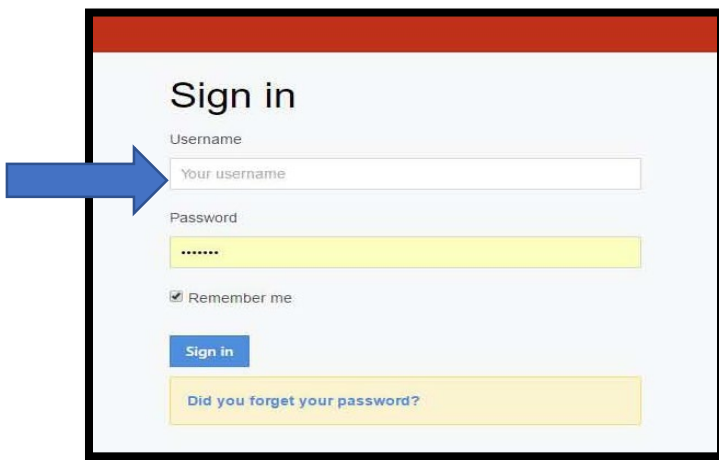 Sign in
Username
Your username
Password
•••••••
Remember me
Sign in
Did you forget your password?